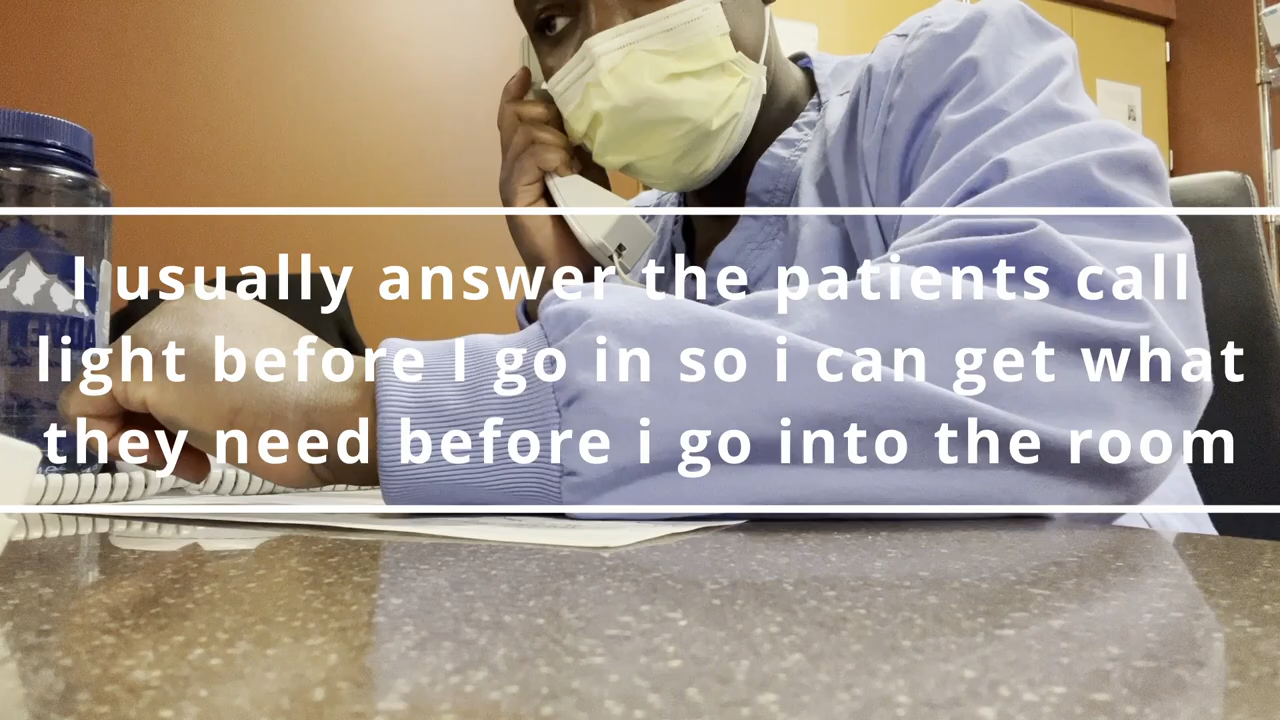 I usually answer the patients call
light before I go in so i can get what
they need before i go into the room